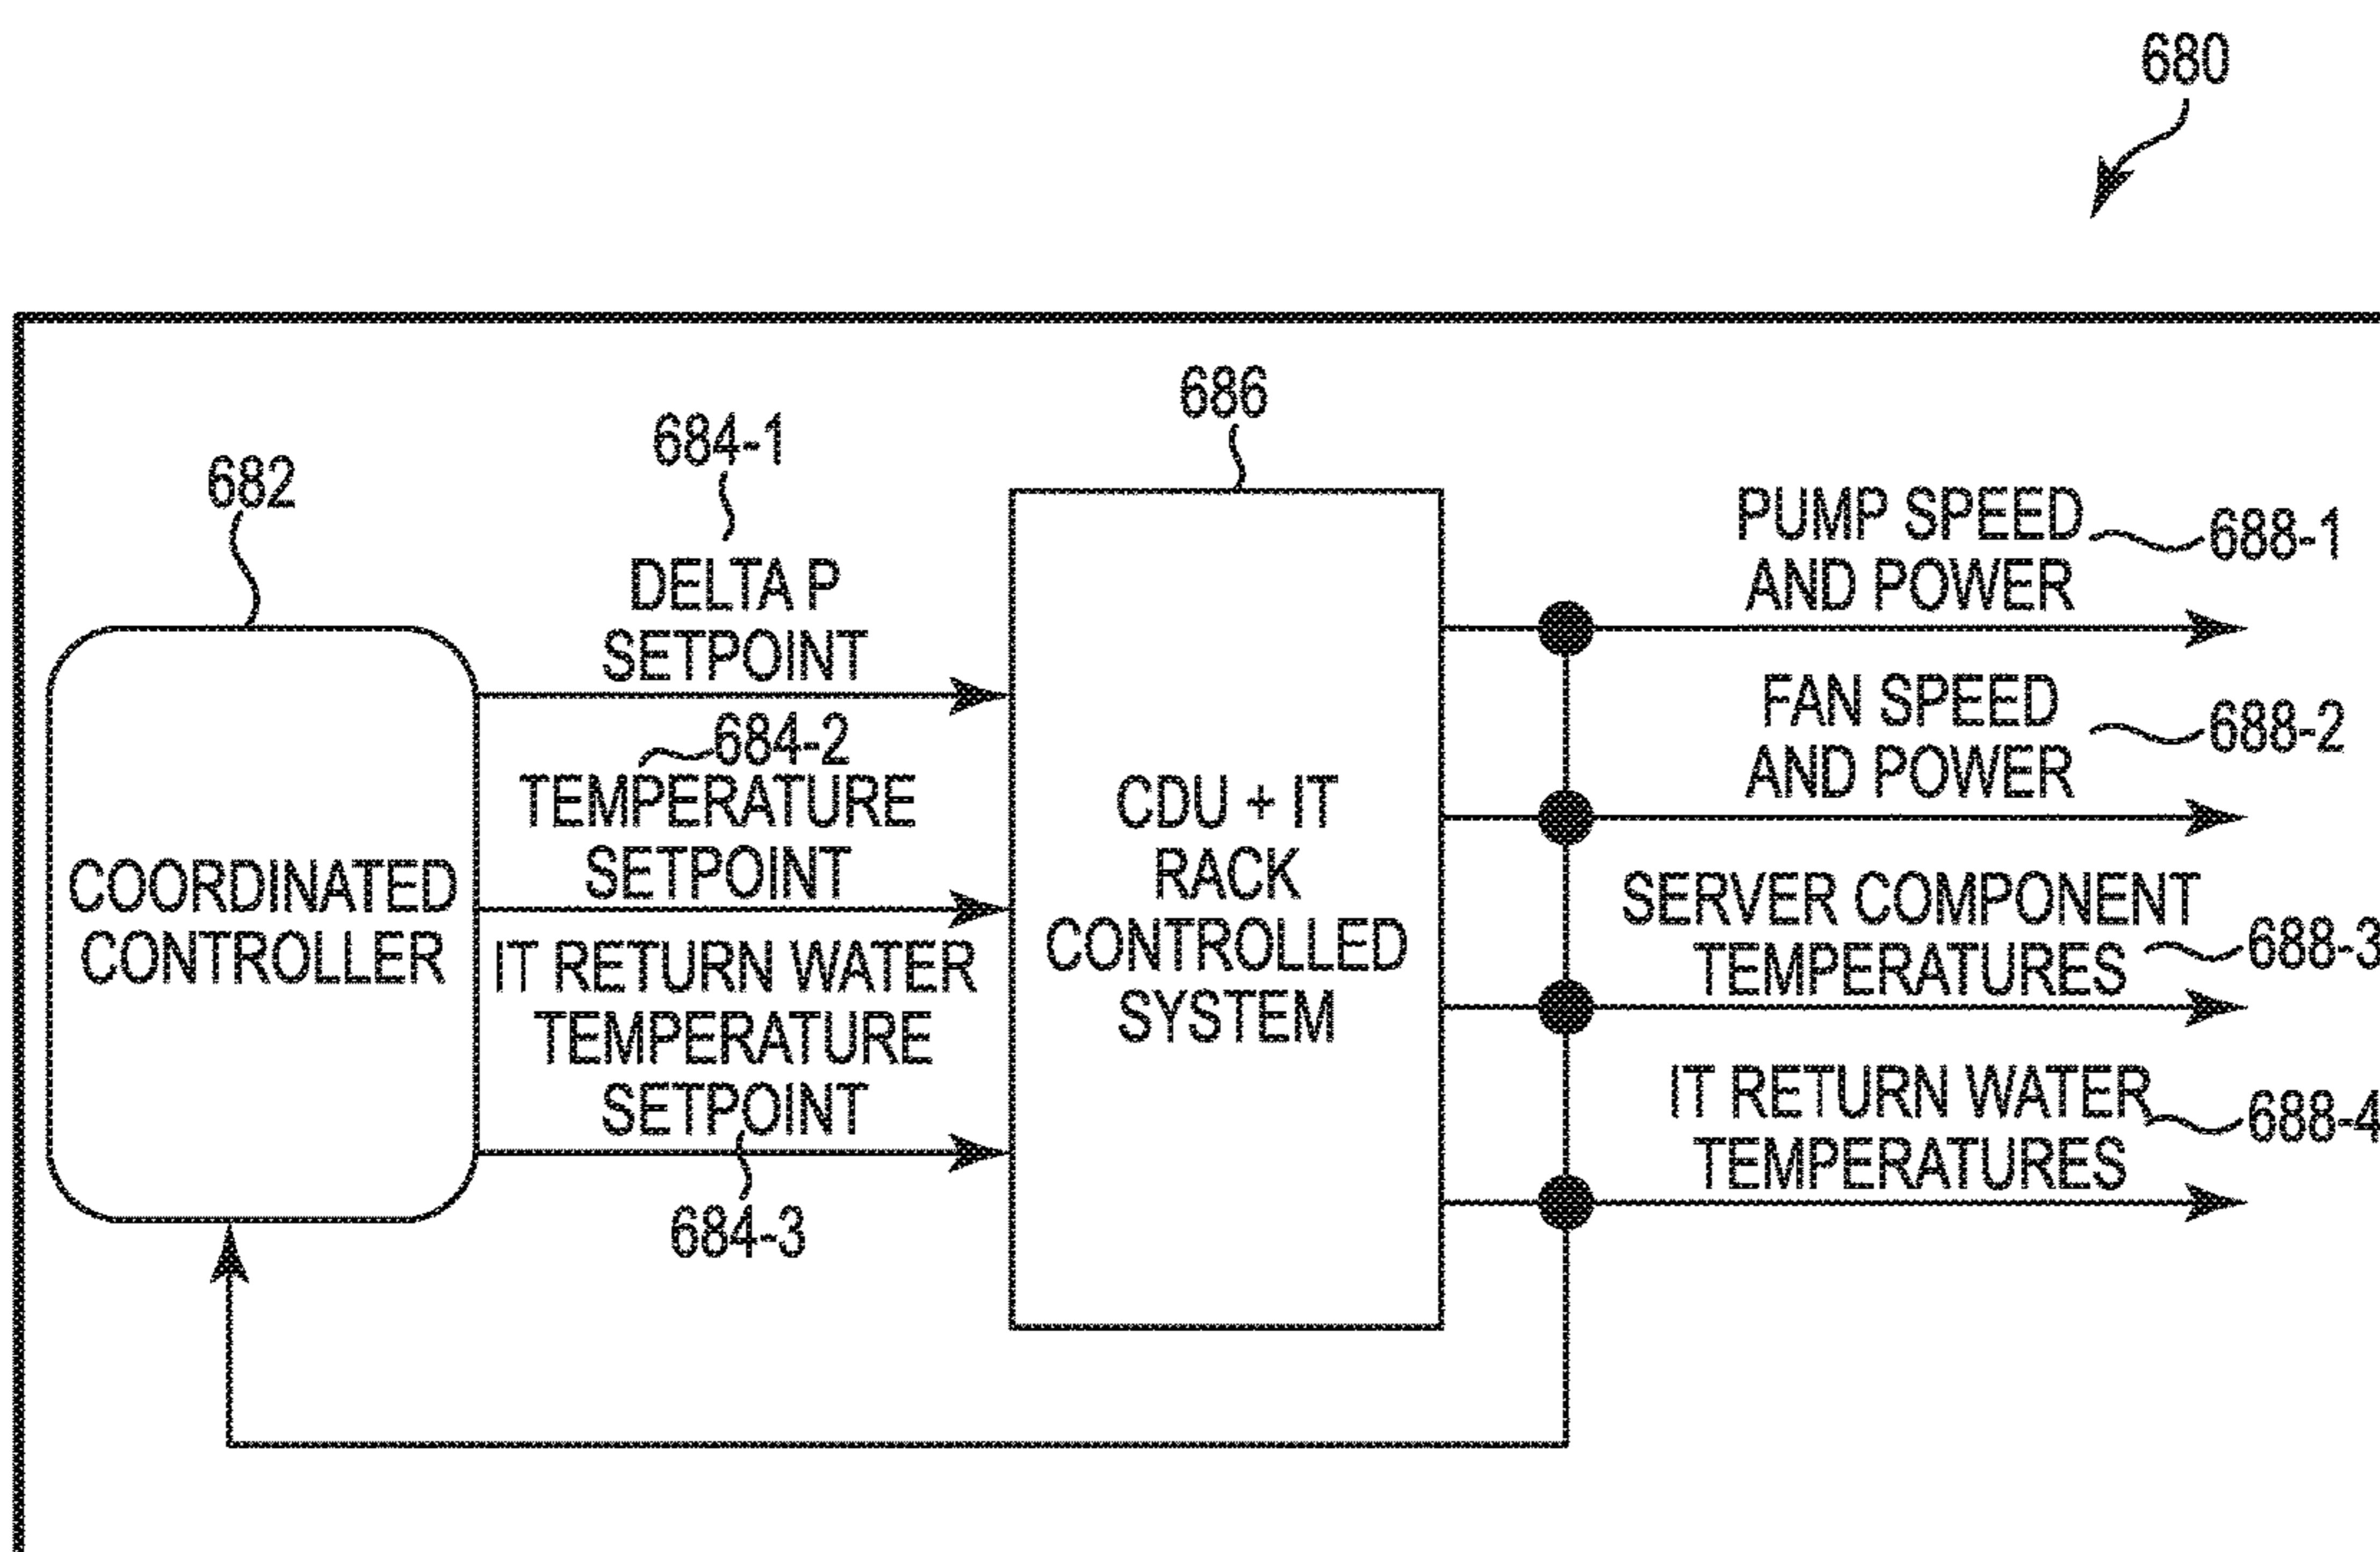 680
682
684-1
DELTA P
SETPOINT
684-2
TEMPERATURE
SETPOINT
IT RETURN WATER
TEMPERATURE
SETPOINT
684-3
COORDINATED
CONTROLLER
686
CDU + IT
RACK
CONTROLLED
SYSTEM
PUMP SPEED
AND POWER
688-1
FAN SPEED
AND POWER
688-2
SERVER COMPONENT
TEMPERATURES
688-3
IT RETURN WATER
TEMPERATURES
688-4